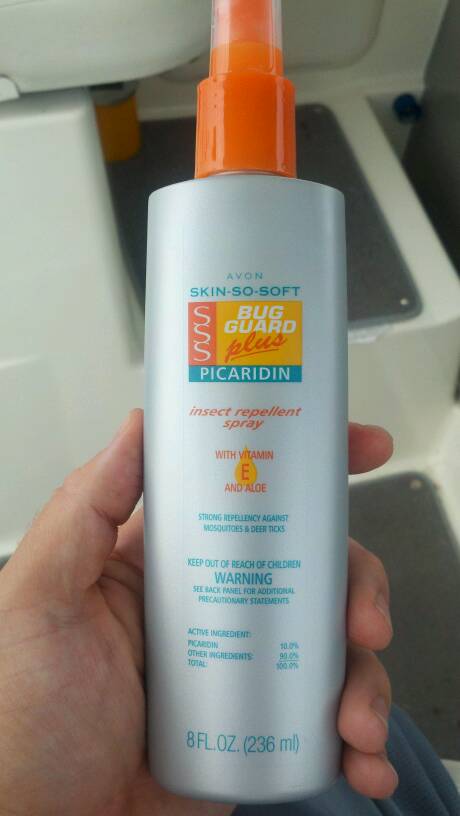 AVON
SKIN-SO-SOFT
SSS
BUG
GUARD
plus
PICARIDIN
insect repellent
spray
WITH VITAMIN
E
AND ALOE
STRONG REPELLENCY AGAINST
MOSQUITOES & DEER TICKS
KEEP OUT OF REACH OF CHILDREN
WARNING
SEE BACK PANEL FOR ADDITIONAL
PRECAUTIONARY STATEMENTS
ACTIVE INGREDIENT:
PICARIDIN 10.0%
OTHER INGREDIENTS: 90.0%
TOTAL: 100.0%
8 FL.OZ. (236 ml)